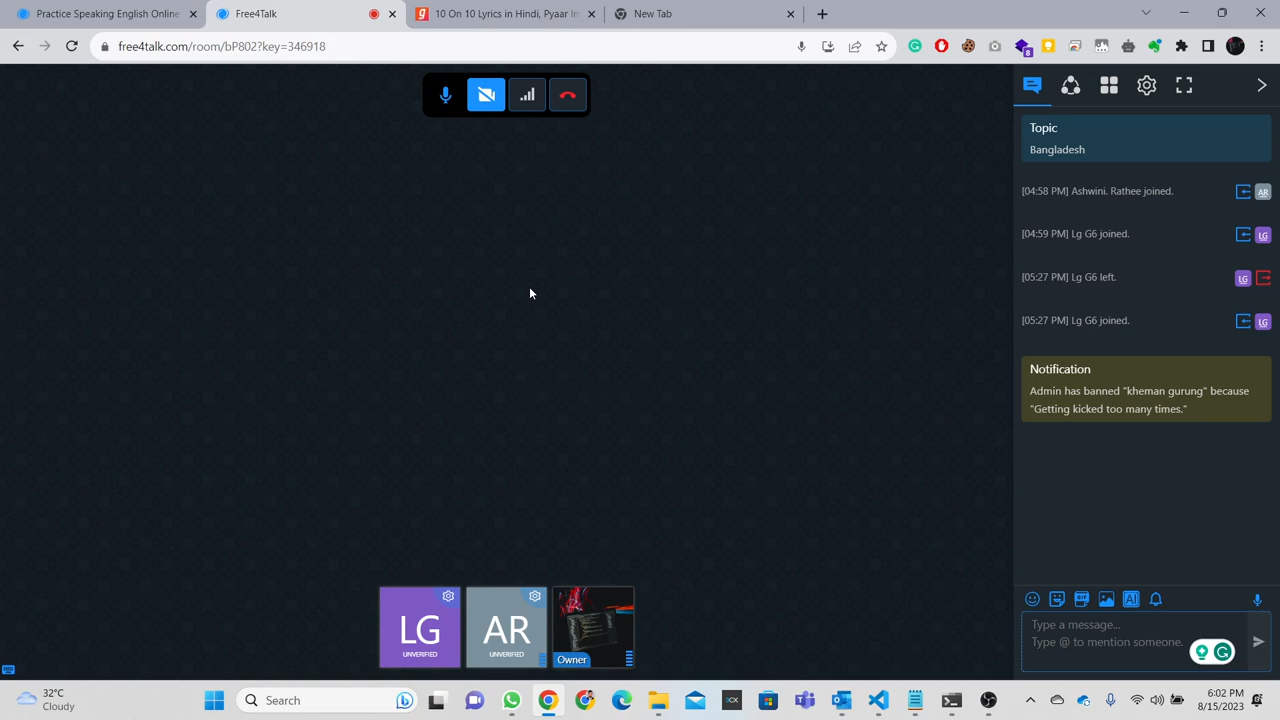 Practice Speaking English Online
Free4Talk
10 On 10 Lyrics in Hindi, Pyaar Im
New Tab
free4talk.com/room/bP802?key=346918
8
Topic
Bangladesh
[04:58 PM] Ashwini. Rathee joined.
AR
[04:59 PM] Lg G6 joined.
LG
[05:27 PM] Lg G6 left.
LG
[05:27 PM] Lg G6 joined.
LG
Notification
Admin has banned "kheman gurung" because
"Getting kicked too many times."
GIF
AI
Type a message...
Type @ to mention someone.
LG
UNVERIFIED
AR
UNVERIFIED
Owner
32°C
Cloudy
Search
6:02 PM
8/15/2023